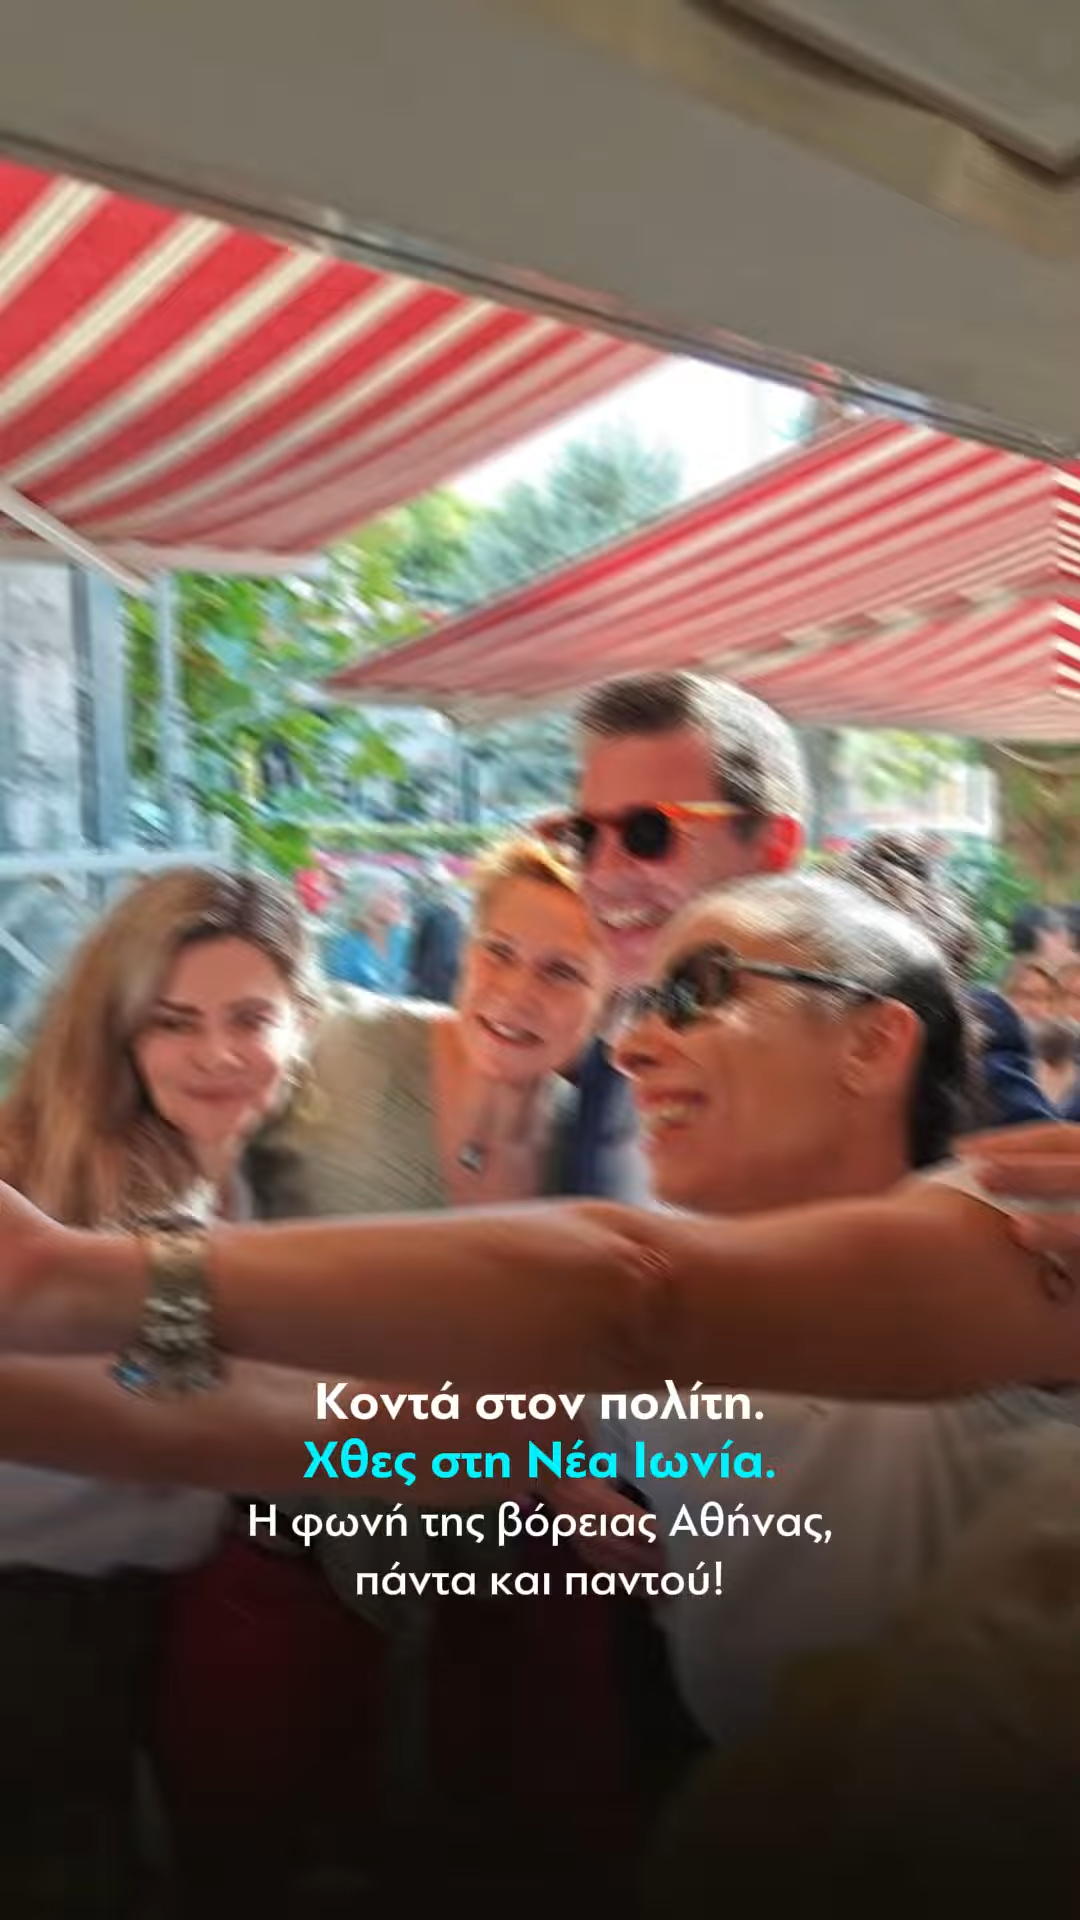 Κοντά στον πολίτη.
Χθες στη Νέα Ιωνία.
Η φωνή της βόρειας Αθήνας,
πάντα και παντού!